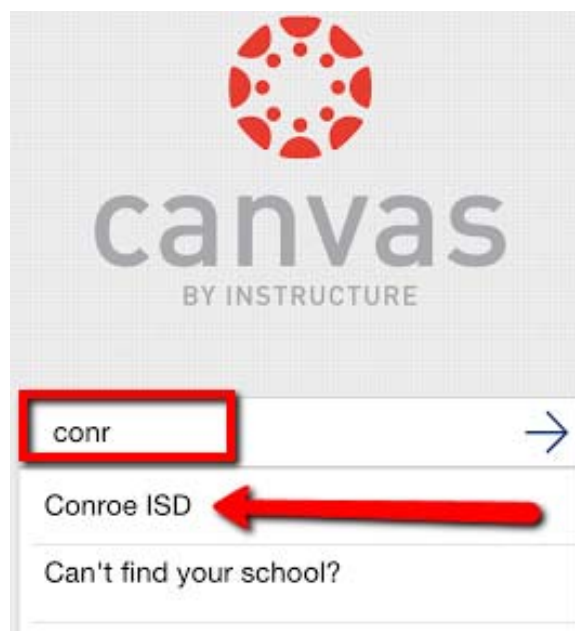 canvas
BY INSTRUCTURE
conr
Conroe ISD
Can't find your school?